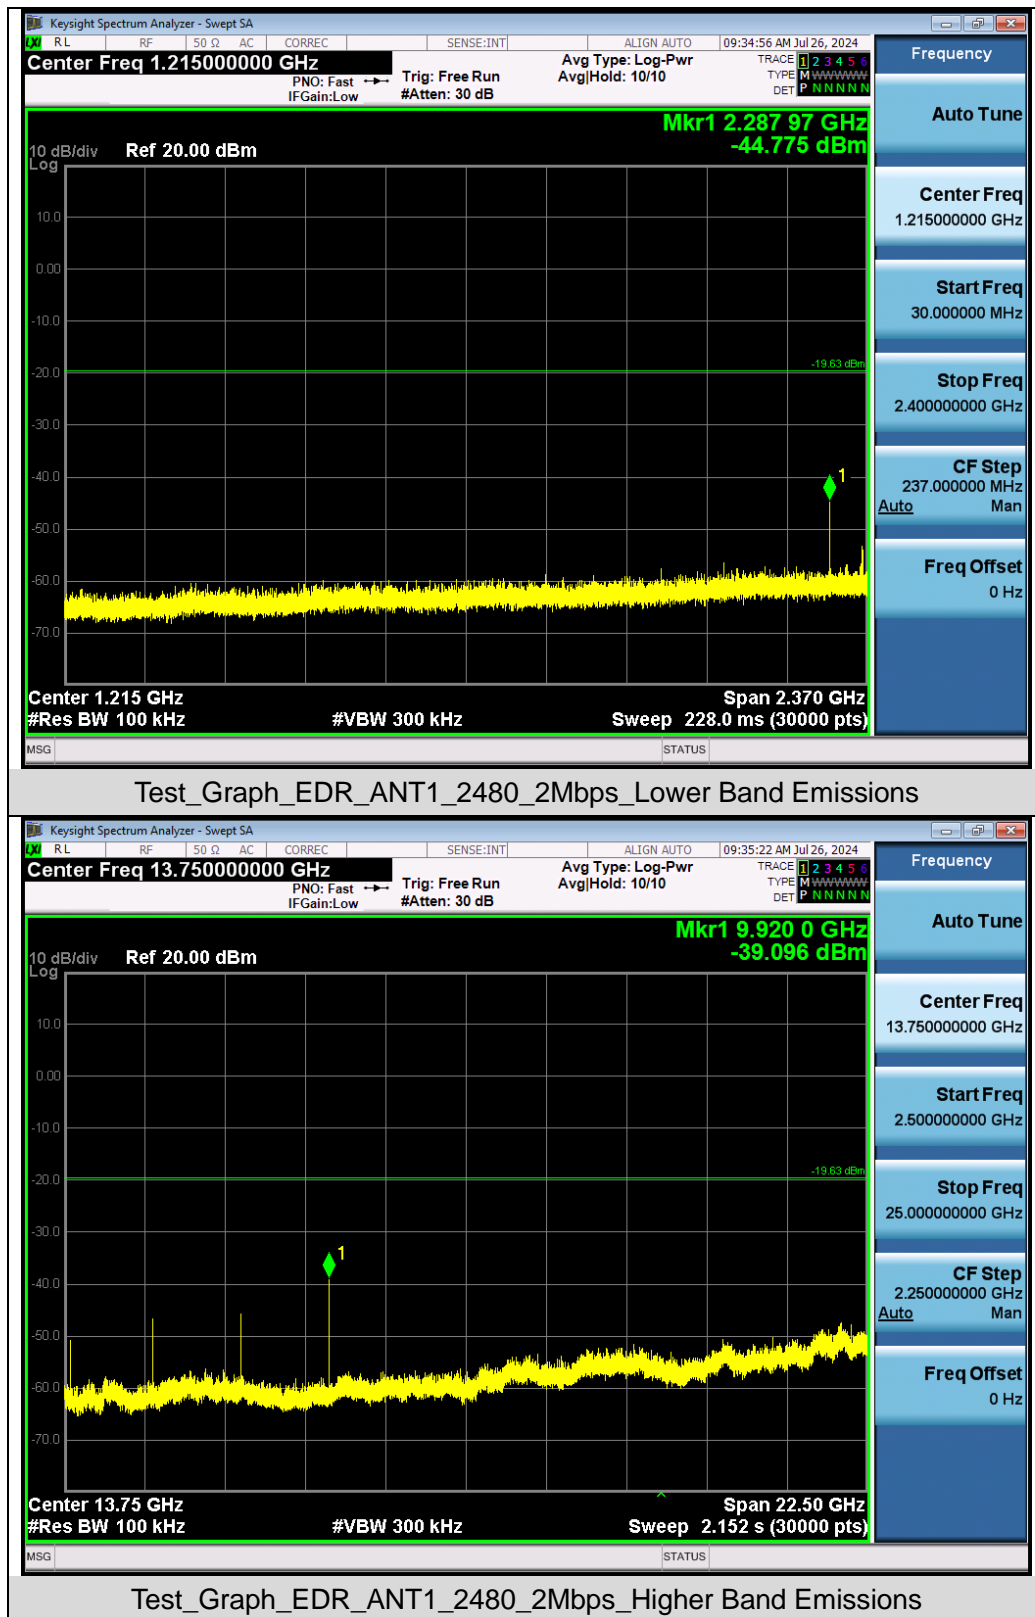 Keysight Spectrum Analyzer - Swept SA
LXI RL RF 50 Ω AC CORREC SENSE:INT ALIGN AUTO 09:34:56 AM Jul 26, 2024
Center Freq 1.215000000 GHz
PNO: Fast
IFGain:Low
Trig: Free Run
#Atten: 30 dB
Avg Type: Log-Pwr
Avg|Hold: 10/10
TRACE 1 2 3 4 5 6
TYPE M WWWWW
DET P N N N N N
Frequency
Auto Tune
Center Freq
1.215000000 GHz
Start Freq
30.000000 MHz
Stop Freq
2.400000000 GHz
CF Step
237.000000 MHz
Auto Man
Freq Offset
0 Hz
Mkr1 2.287 97 GHz
-44.775 dBm
10 dB/div Ref 20.00 dBm
Log
10.0
0.00
-10.0
-19.63 dBm
-20.0
-30.0
-40.0
1
-50.0
-60.0
-70.0
Center 1.215 GHz Span 2.370 GHz
#Res BW 100 kHz #VBW 300 kHz Sweep 228.0 ms (30000 pts)
MSG STATUS
Test_Graph_EDR_ANT1_2480_2Mbps_Lower Band Emissions
Keysight Spectrum Analyzer - Swept SA
LXI RL RF 50 Ω AC CORREC SENSE:INT ALIGN AUTO 09:35:22 AM Jul 26, 2024
Center Freq 13.750000000 GHz
PNO: Fast
IFGain:Low
Trig: Free Run
#Atten: 30 dB
Avg Type: Log-Pwr
Avg|Hold: 10/10
TRACE 1 2 3 4 5 6
TYPE M WWWWW
DET P N N N N N
Frequency
Auto Tune
Center Freq
13.750000000 GHz
Start Freq
2.500000000 GHz
Stop Freq
25.000000000 GHz
CF Step
2.250000000 GHz
Auto Man
Freq Offset
0 Hz
Mkr1 9.920 0 GHz
-39.096 dBm
10 dB/div Ref 20.00 dBm
Log
10.0
0.00
-10.0
-19.63 dBm
-20.0
-30.0
1
-40.0
-50.0
-60.0
-70.0
Center 13.75 GHz Span 22.50 GHz
#Res BW 100 kHz #VBW 300 kHz Sweep 2.152 s (30000 pts)
MSG STATUS
Test_Graph_EDR_ANT1_2480_2Mbps_Higher Band Emissions